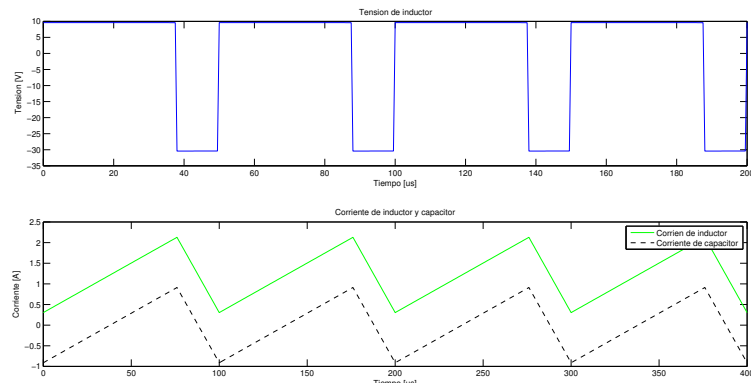 Tension de inductor
10
5
0
−5
−10
−15
−20
−25
−30
−35
Tension [V]
0 20 40 60 80 100 120 140 160 180 200
Tiempo [us]
Corriente de inductor y capacitor
2.5
2
1.5
1
0.5
0
−0.5
−1
Corriente [A]
Corrien de inductor
Corriente de capacitor
0 50 100 150 200 250 300 350 400
Tiempo [us]